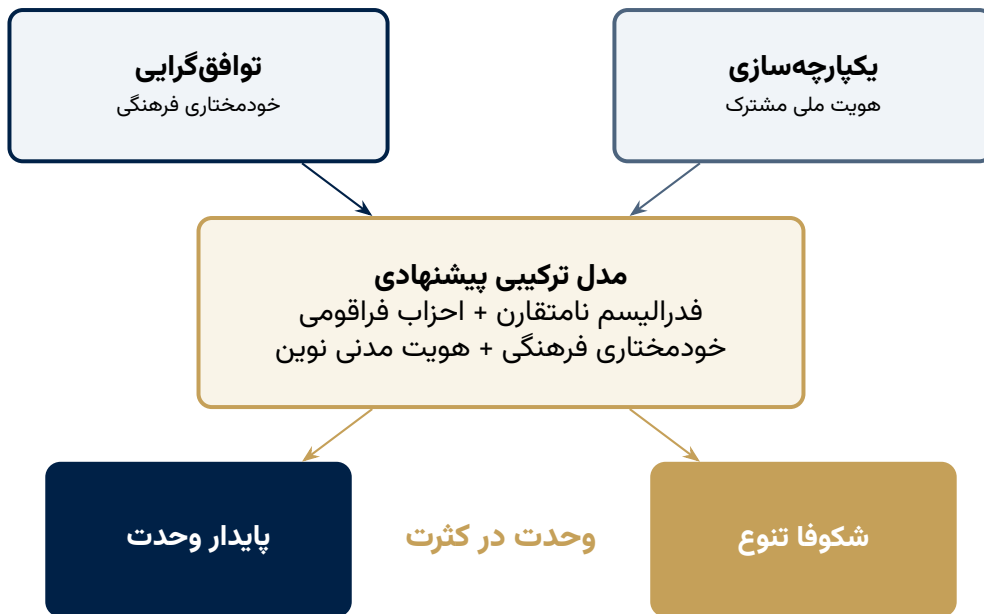 یکپارچه‌سازی
هویت ملی مشترک
توافق‌گرایی
خودمختاری فرهنگی
مدل ترکیبی پیشنهادی
فدرالیسم نامتقارن + احزاب فراقومی
خودمختاری فرهنگی + هویت مدنی نوین
شکوفا تنوع
وحدت در کثرت
پایدار وحدت